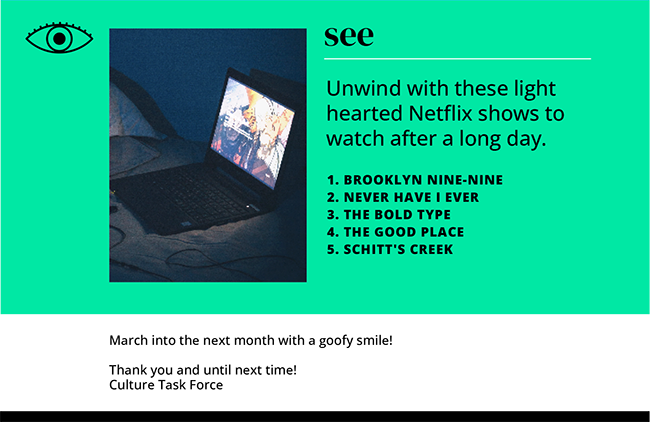 see
Unwind with these light
hearted Netflix shows to
watch after a long day.
1. BROOKLYN NINE-NINE
2. NEVER HAVE I EVER
3. THE BOLD TYPE
4. THE GOOD PLACE
5. SCHITT'S CREEK
March into the next month with a goofy smile!
Thank you and until next time!
Culture Task Force